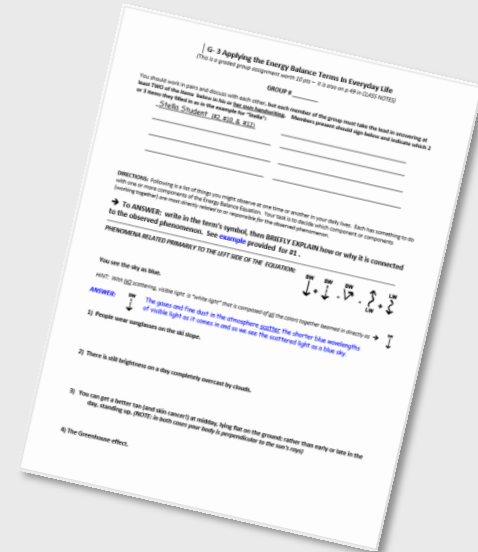 G- 3 Applying the Energy Balance Terms in Everyday Life
(This is a graded group assignment worth 10 pts – it is also on p 49 in CLASS NOTES)
GROUP # ______
You should work in pairs and discuss with each other, but each member of the group must take the lead in answering at
least TWO of the items below in his or her own handwriting. Members present should sign below and indicate which 2
or 3 items they filled in as in the example for "Stella":
Stella Student (#2, #10, & #12)
DIRECTIONS: Following is a list of things you might observe at one time or another in your daily lives. Each has something to do
with one or more components of the Energy Balance Equation. Your task is to decide which component or components
(working together) are most directly related to or responsible for the observed phenomenon.
➔ To ANSWER: write in the term's symbol, then BRIEFLY EXPLAIN how or why it is connected
to the observed phenomenon. See example provided for #1 .
PHENOMENA RELATED PRIMARILY TO THE LEFT SIDE OF THE EQUATION:
SW SW SW LW
↓ + ↓ - + -
LW
You see the sky as blue.
HINT: With no scattering, visible light is "white light" that is composed of all the colors together beamed in directly as ➔ SW ↓
ANSWER: SW ↓ The gases and fine dust in the atmosphere scatter the shorter blue wavelengths
of visible light as it comes in and so we see the scattered light as a blue sky.
1) People wear sunglasses on the ski slope.
2) There is still brightness on a day completely overcast by clouds.
3) You can get a better tan (and skin cancer!) at midday, lying flat on the ground; rather than early or late in the
day, standing up. (NOTE: in both cases your body is perpendicular to the sun's rays)
4) The Greenhouse effect.